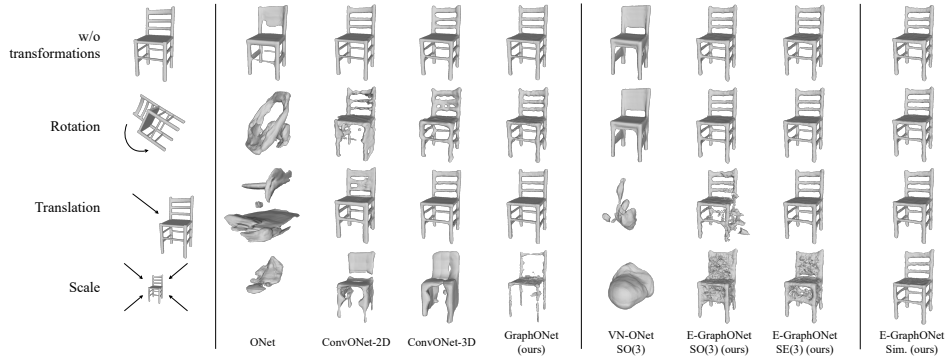 w/o
transformations
Rotation
Translation
Scale
ONet
ConvONet-2D
ConvONet-3D
GraphONet
(ours)
VN-ONet
SO(3)
E-GraphONet
SO(3) (ours)
E-GraphONet
SE(3) (ours)
E-GraphONet
Sim. (ours)